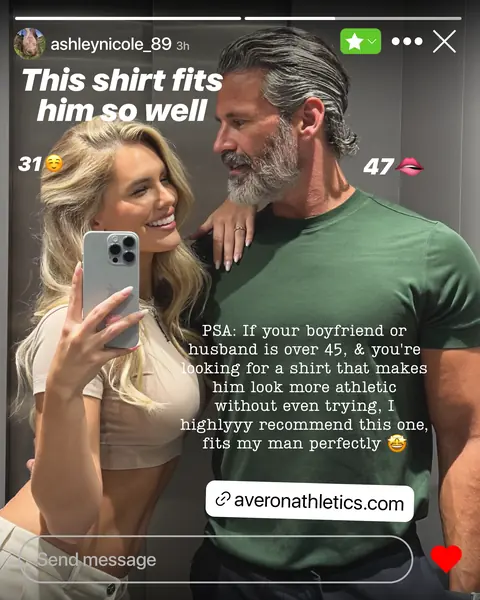 ashleynicole_89 3h
This shirt fits
him so well
31☺️
47🫦
PSA: If your boyfriend or
husband is over 45, & you're
looking for a shirt that makes
him look more athletic
without even trying, I
highlyyy recommend this one,
fits my man perfectly 🤩
averonathletics.com
Send message